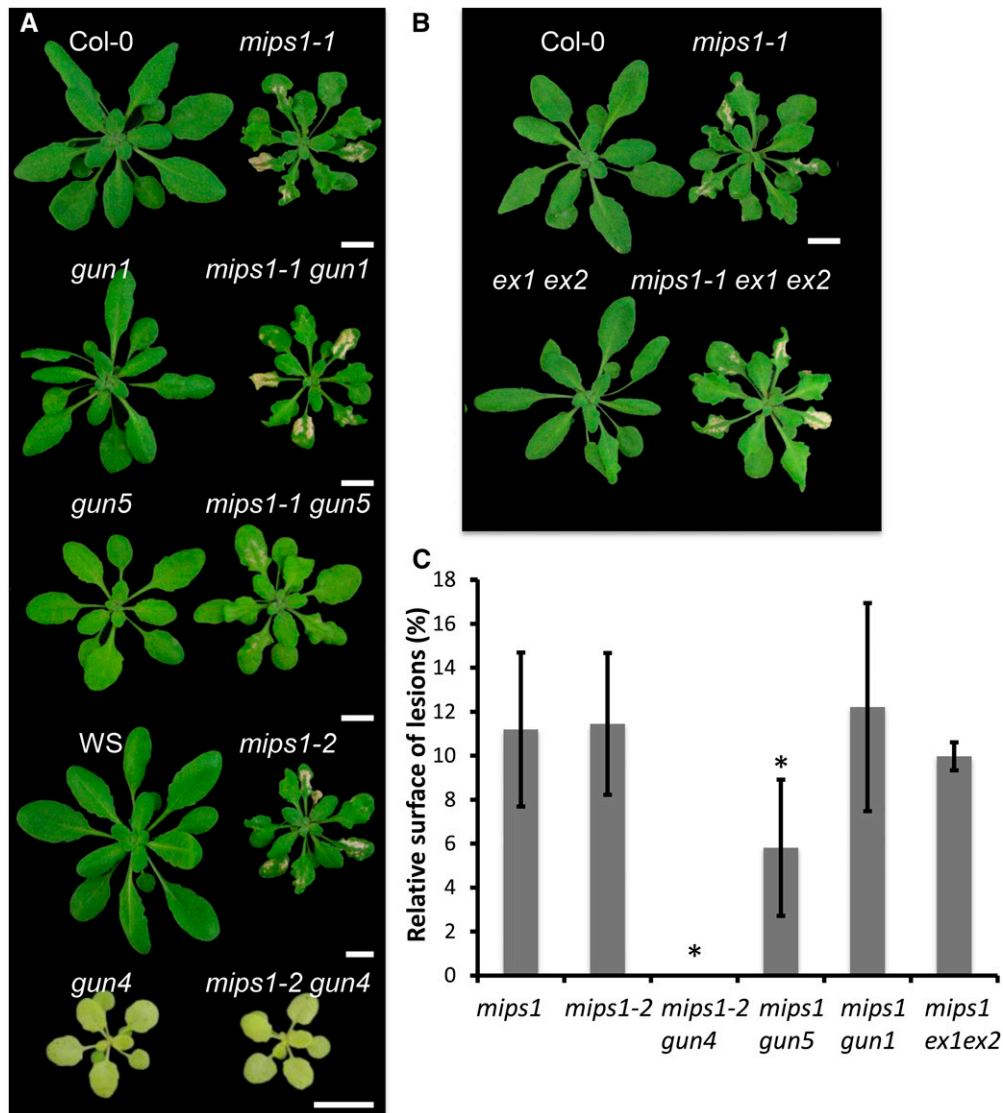 A
Col-0 mips1-1
gun1 mips1-1 gun1
gun5 mips1-1 gun5
WS mips1-2
gun4 mips1-2 gun4
B
Col-0 mips1-1
ex1 ex2 mips1-1 ex1 ex2
C
Relative surface of lesions (%)
18
16
14
12
10
8
6
4
2
0
*
*
mips1 mips1-2 mips1-2 mips1 mips1 mips1
gun4 gun5 gun1 ex1ex2